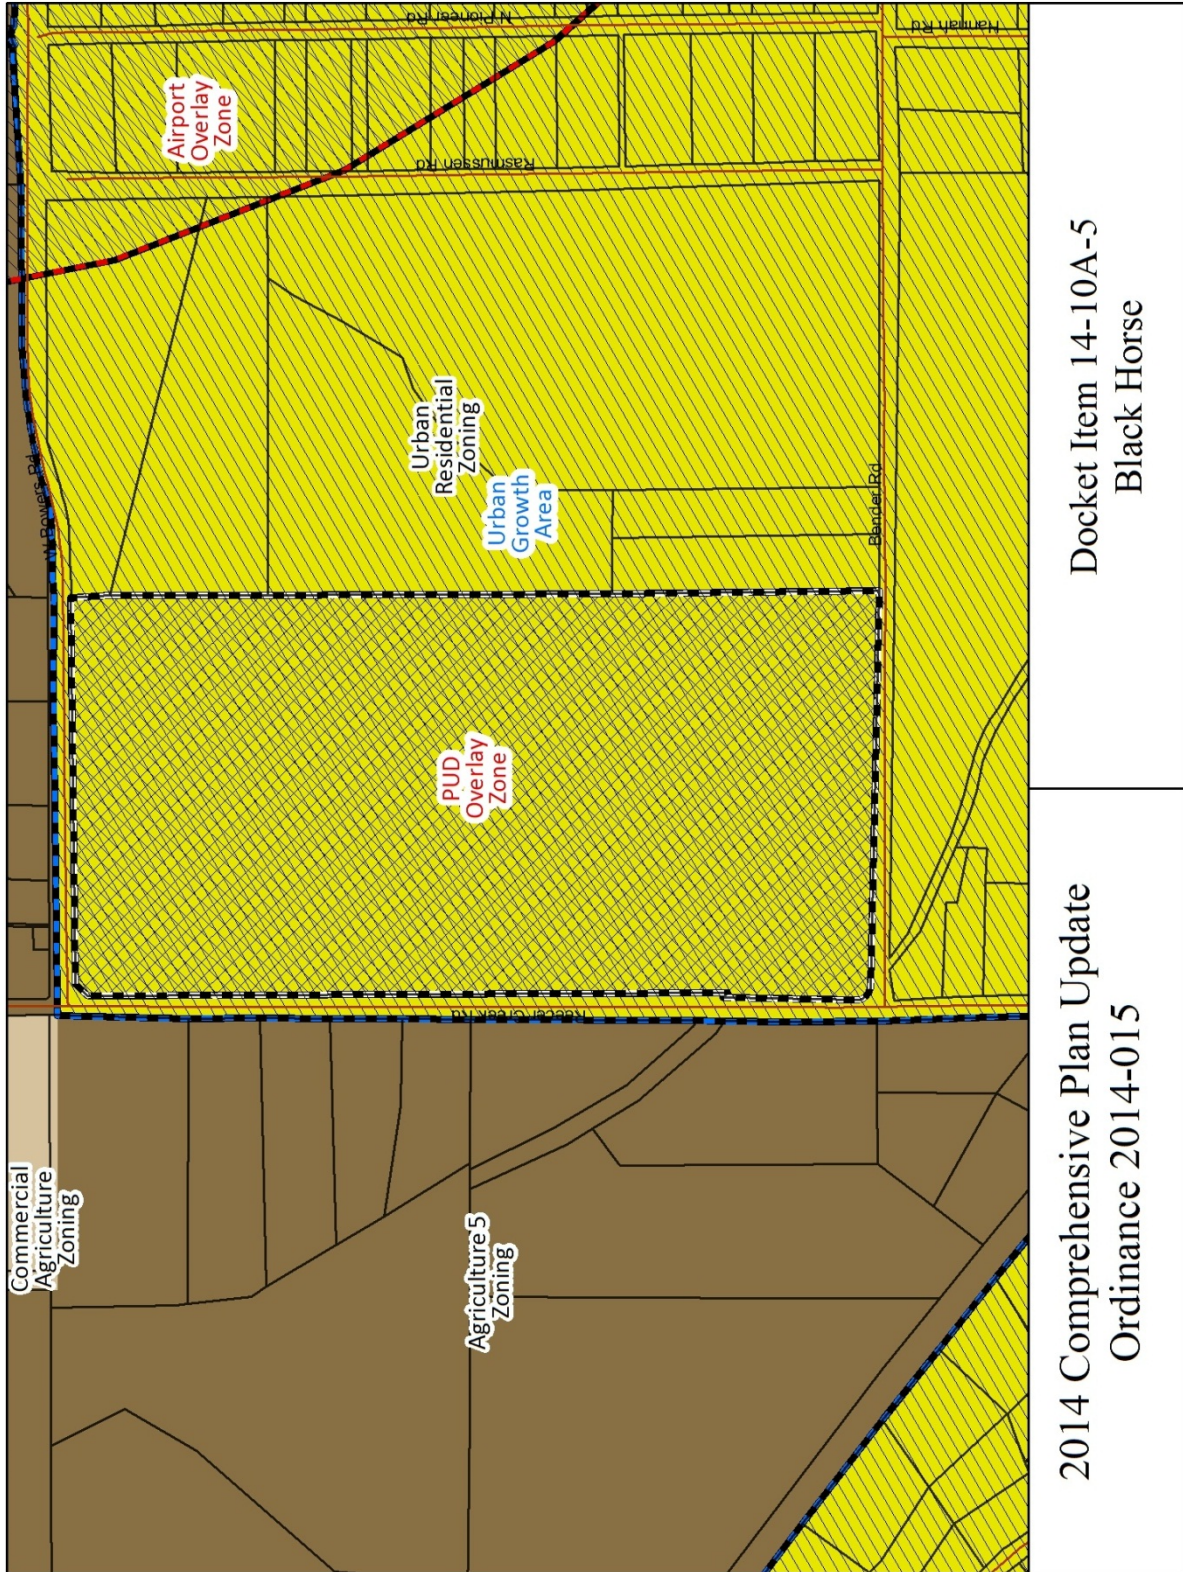 N Pioneer Rd
Hannah Rd
Airport
Overlay
Zone
Rasmussen Rd
Urban
Residential
Zoning
Urban
Growth
Area
W Bowers Rd
Bender Rd
PUD
Overlay
Zone
Reecer Creek Rd
Commercial
Agriculture
Zoning
Agriculture 5
Zoning
2014 Comprehensive Plan Update
Ordinance 2014-015
Docket Item 14-10A-5
Black Horse